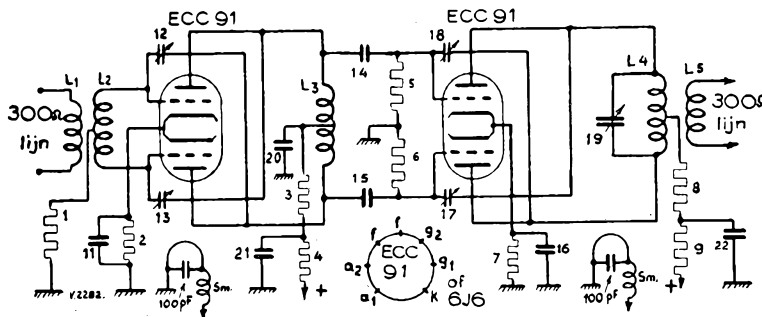 ECC 91
ECC 91
12
18
L1
L2
L3
14
5
L4
L5
300Ω
lijn
300Ω
lijn
19
20
6
3
15
13
17
1
8
11
2
21
4
ECC
91
f
f
g2
g1
k
a1
a2
of
6J6
7
16
9
22
V.2282.
100pF
Sm.
+
100pF
Sm.
+